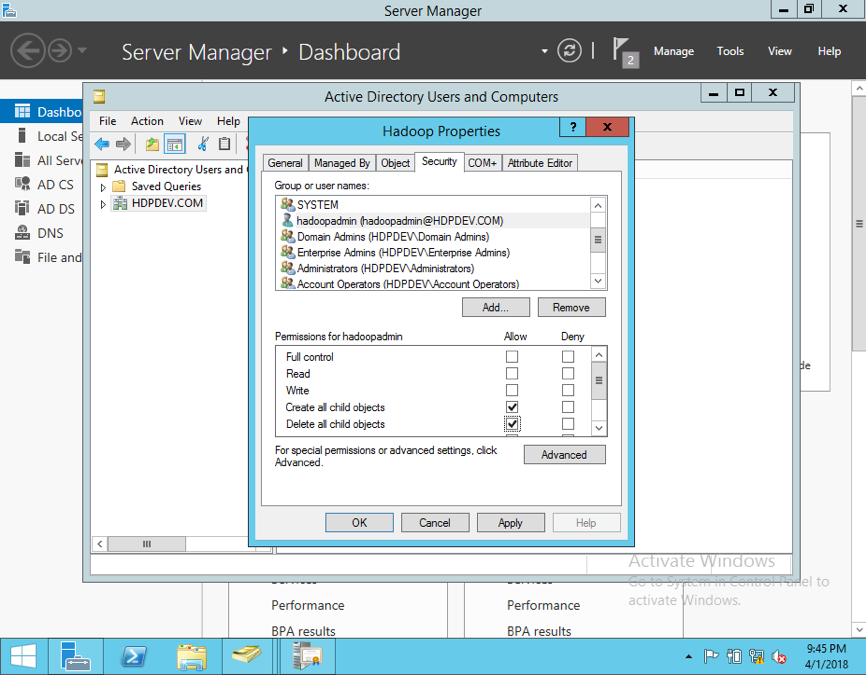 Server Manager
Server Manager
Dashboard
2
Manage
Tools
View
Help
Dashbo
Local Se
All Serve
AD CS
AD DS
DNS
File and
Active Directory Users and Computers
File
Action
View
Help
Active Directory Users and
Saved Queries
HDPDEV.COM
Hadoop Properties
?
General
Managed By
Object
Security
COM+
Attribute Editor
Group or user names:
SYSTEM
hadoopadmin (hadoopadmin@HDPDEV.COM)
Domain Admins (HDPDEV\Domain Admins)
Enterprise Admins (HDPDEV\Enterprise Admins)
Administrators (HDPDEV\Administrators)
Account Operators (HDPDEV\Account Operators)
Add...
Remove
Permissions for hadoopadmin
Allow
Deny
Full control
Read
Write
Create all child objects
Delete all child objects
For special permissions or advanced settings, click
Advanced.
Advanced
OK
Cancel
Apply
Help
de
Activate Windows
Go to System in Control Panel to
activate Windows.
Services
Services
Performance
Performance
BPA results
BPA results
9:45 PM
4/1/2018